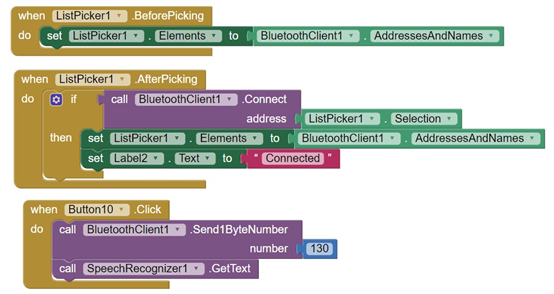 when ListPicker1 .BeforePicking
do set ListPicker1 . Elements to BluetoothClient1 . AddressesAndNames
when ListPicker1 .AfterPicking
do if call BluetoothClient1 .Connect
address ListPicker1 . Selection
then set ListPicker1 . Elements to BluetoothClient1 . AddressesAndNames
set Label2 . Text to " Connected "
when Button10 .Click
do call BluetoothClient1 .Send1ByteNumber
number 130
call SpeechRecognizer1 .GetText